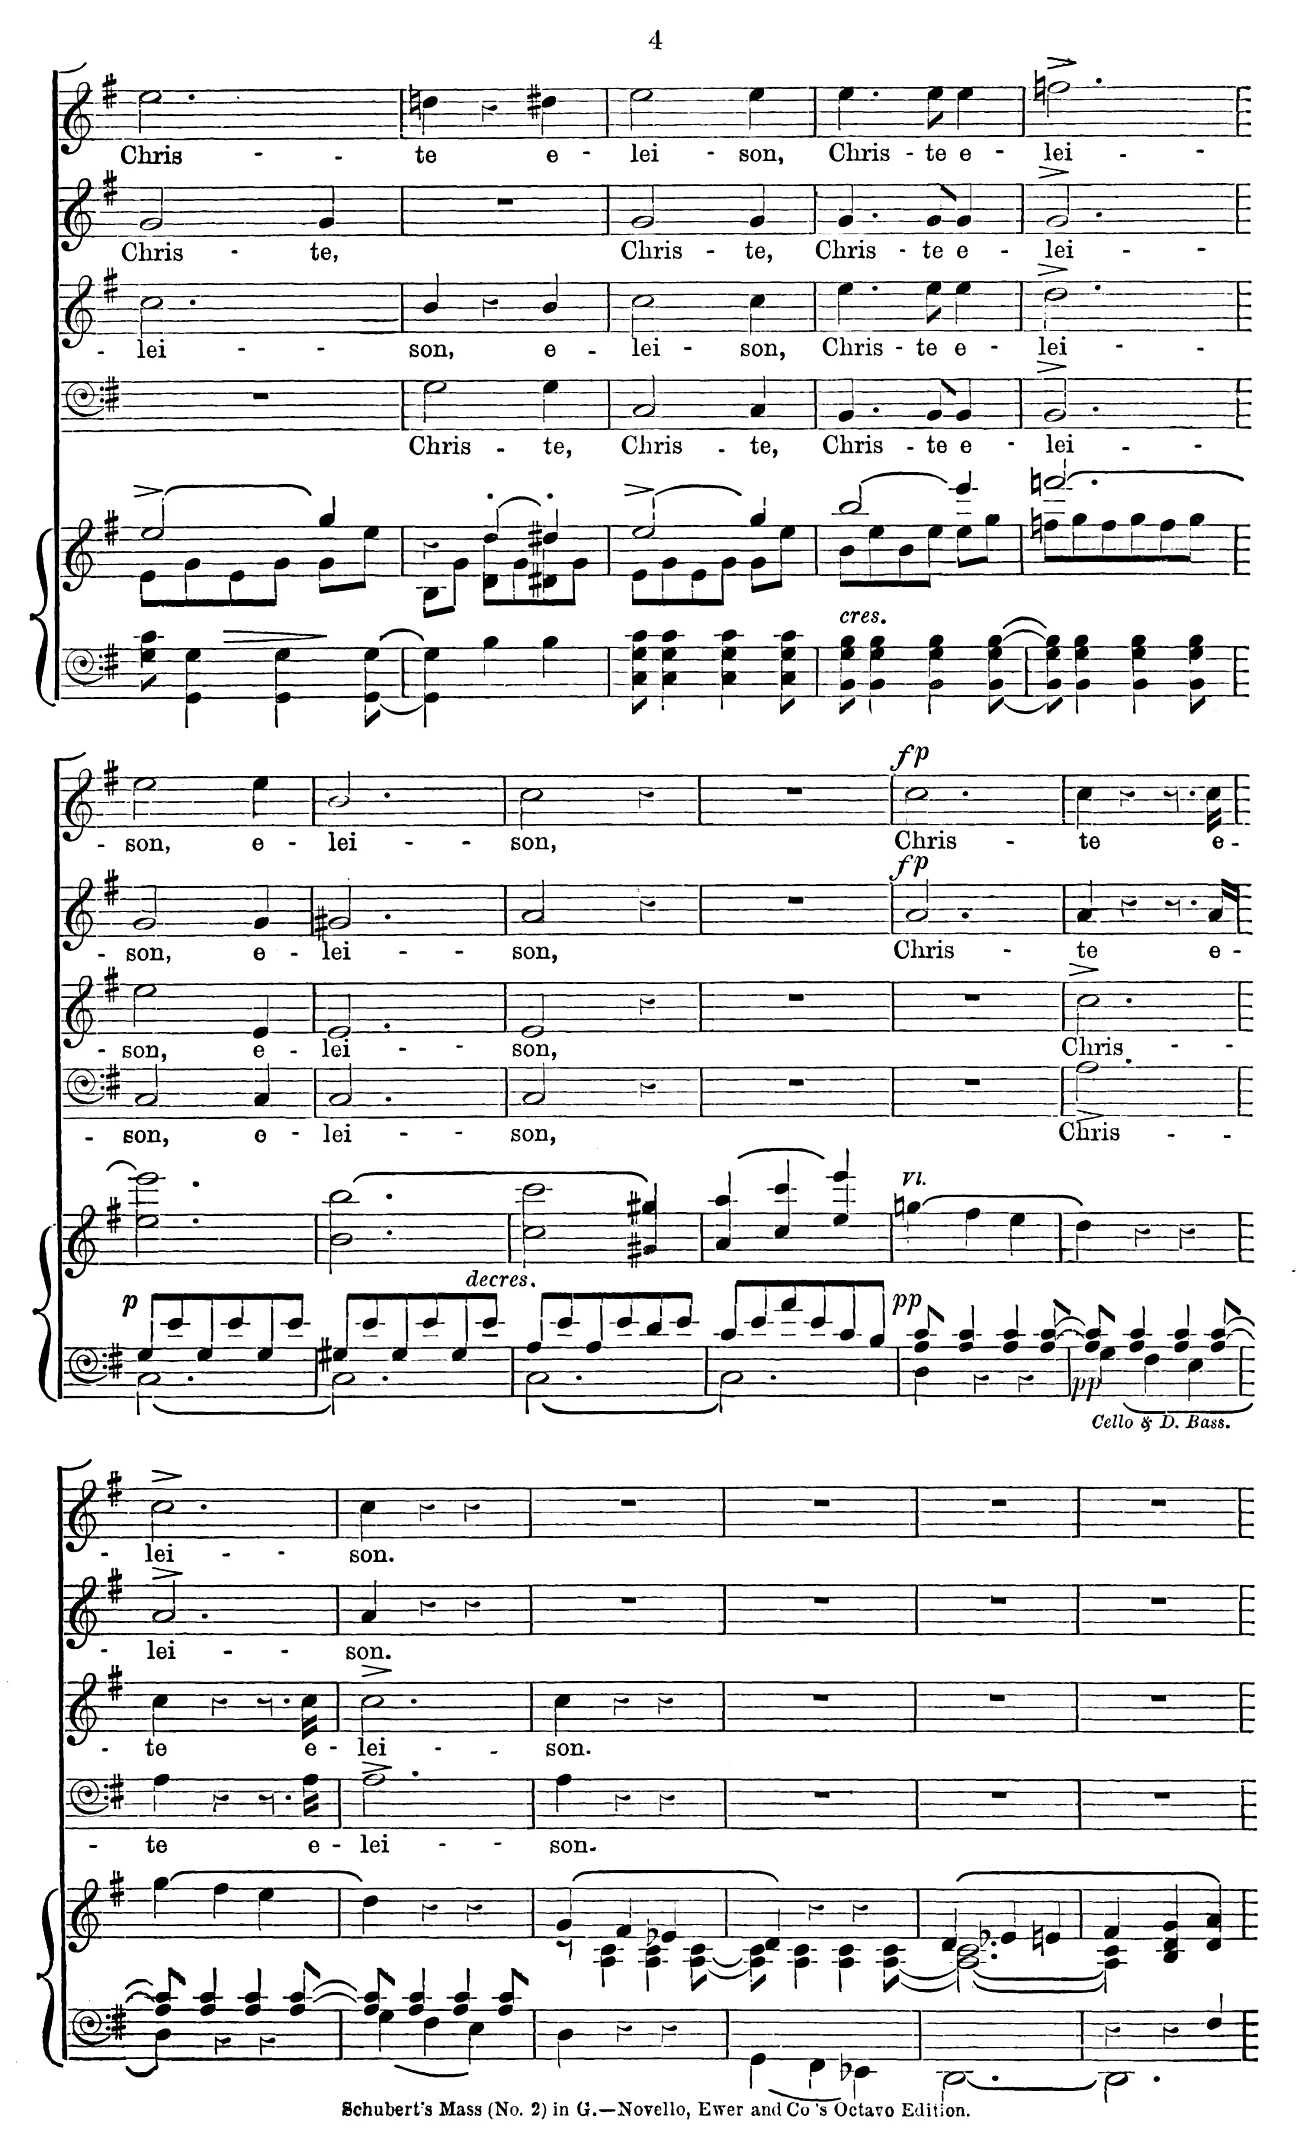 4
Chris - - te e - lei - son, Chris - te e - lei - -
Chris - te, Chris - te, Chris - te e - lei - -
- lei - - son, e - lei - son, Chris - te e - lei - -
Chris - te, Chris - te, Chris - te e - lei - -
cres.
fp
- son, e - lei - - son, Chris - te e -
fp
- son, e - lei - - son, Chris - te e -
- son, e - lei - - son, Chris - -
- son, e - lei - - son, Chris - -
Vl.
decres.
p pp
pp
Cello & D. Bass.
- lei - - son.
- lei - - son.
- te e - lei - - son.
- te e - lei - - son.
Schubert's Mass (No. 2) in G.—Novello, Ewer and Co 's Octavo Edition.